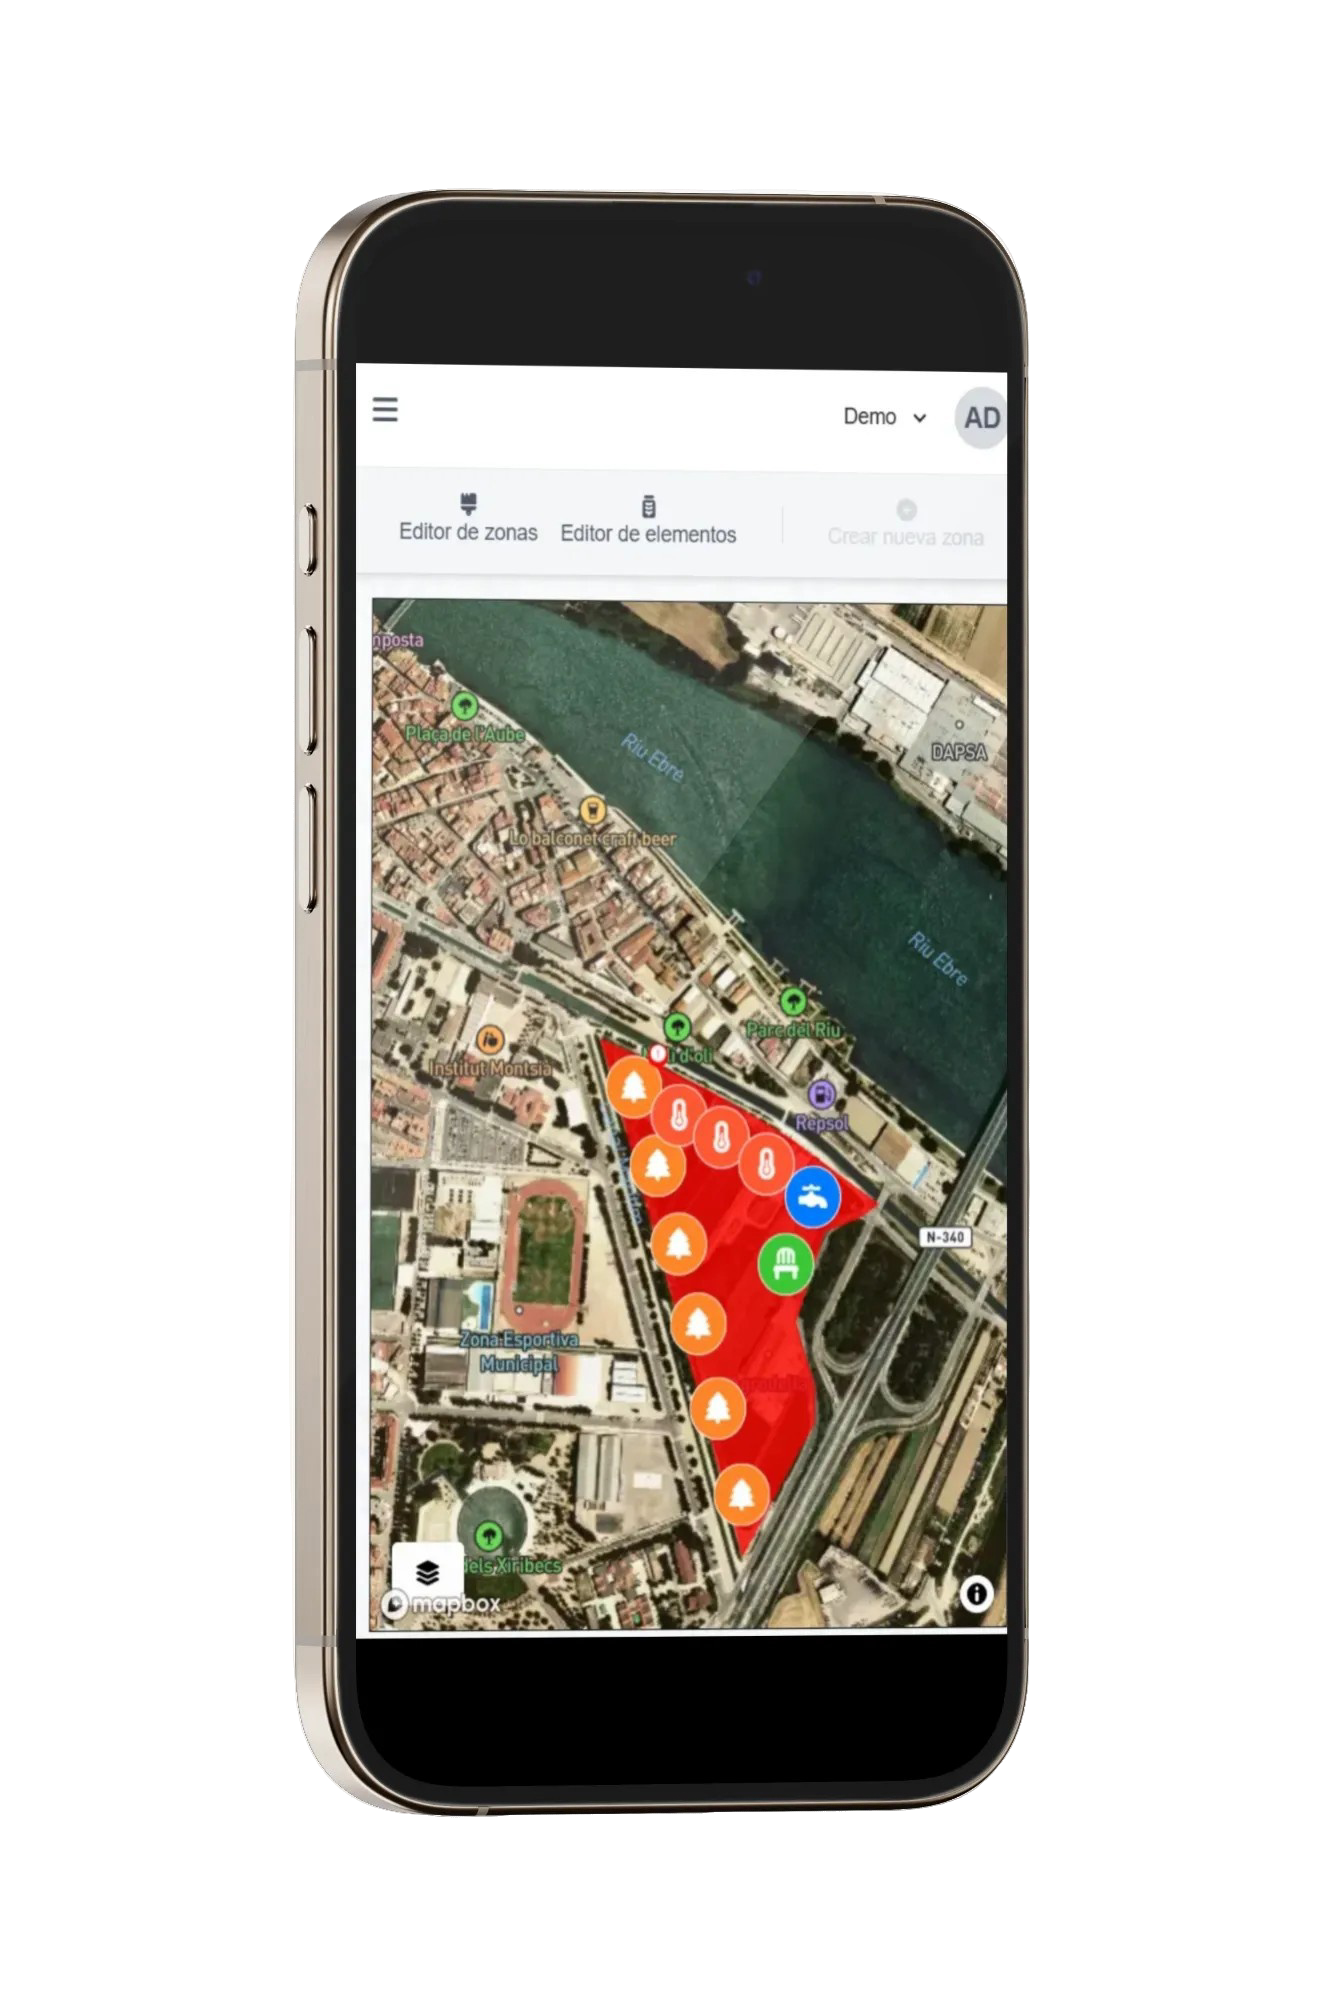 Demo
AD
Editor de zonas
Editor de elementos
Crear nueva zona
nposta
Plaça de l'Aube
Riu Ebre
DAPSA
Lo balconet craft beer
Riu Ebre
Parc del Riu
li d'oli
Institut Montsià
Repsol
N-340
Zona Esportiva
Municipal
dels Xiribecs
mapbox